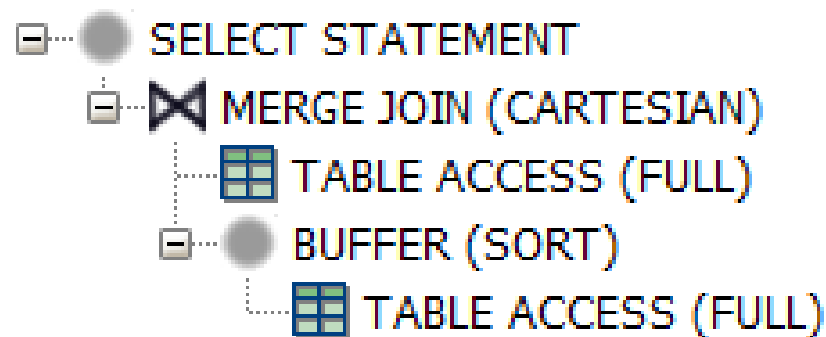 SELECT STATEMENT
MERGE JOIN (CARTESIAN)
TABLE ACCESS (FULL)
BUFFER (SORT)
TABLE ACCESS (FULL)